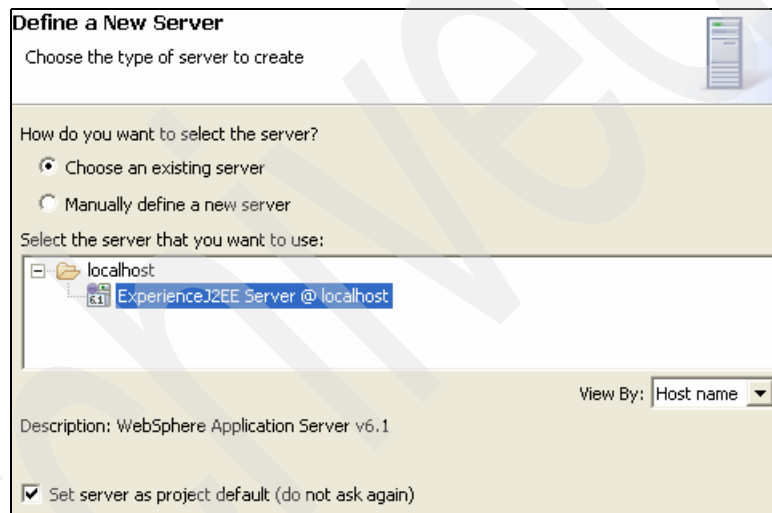 Define a New Server
Choose the type of server to create
How do you want to select the server?
Choose an existing server
Manually define a new server
Select the server that you want to use:
localhost
6.1 ExperienceJ2EE Server @ localhost
View By: Host name
Description: WebSphere Application Server v6.1
Set server as project default (do not ask again)